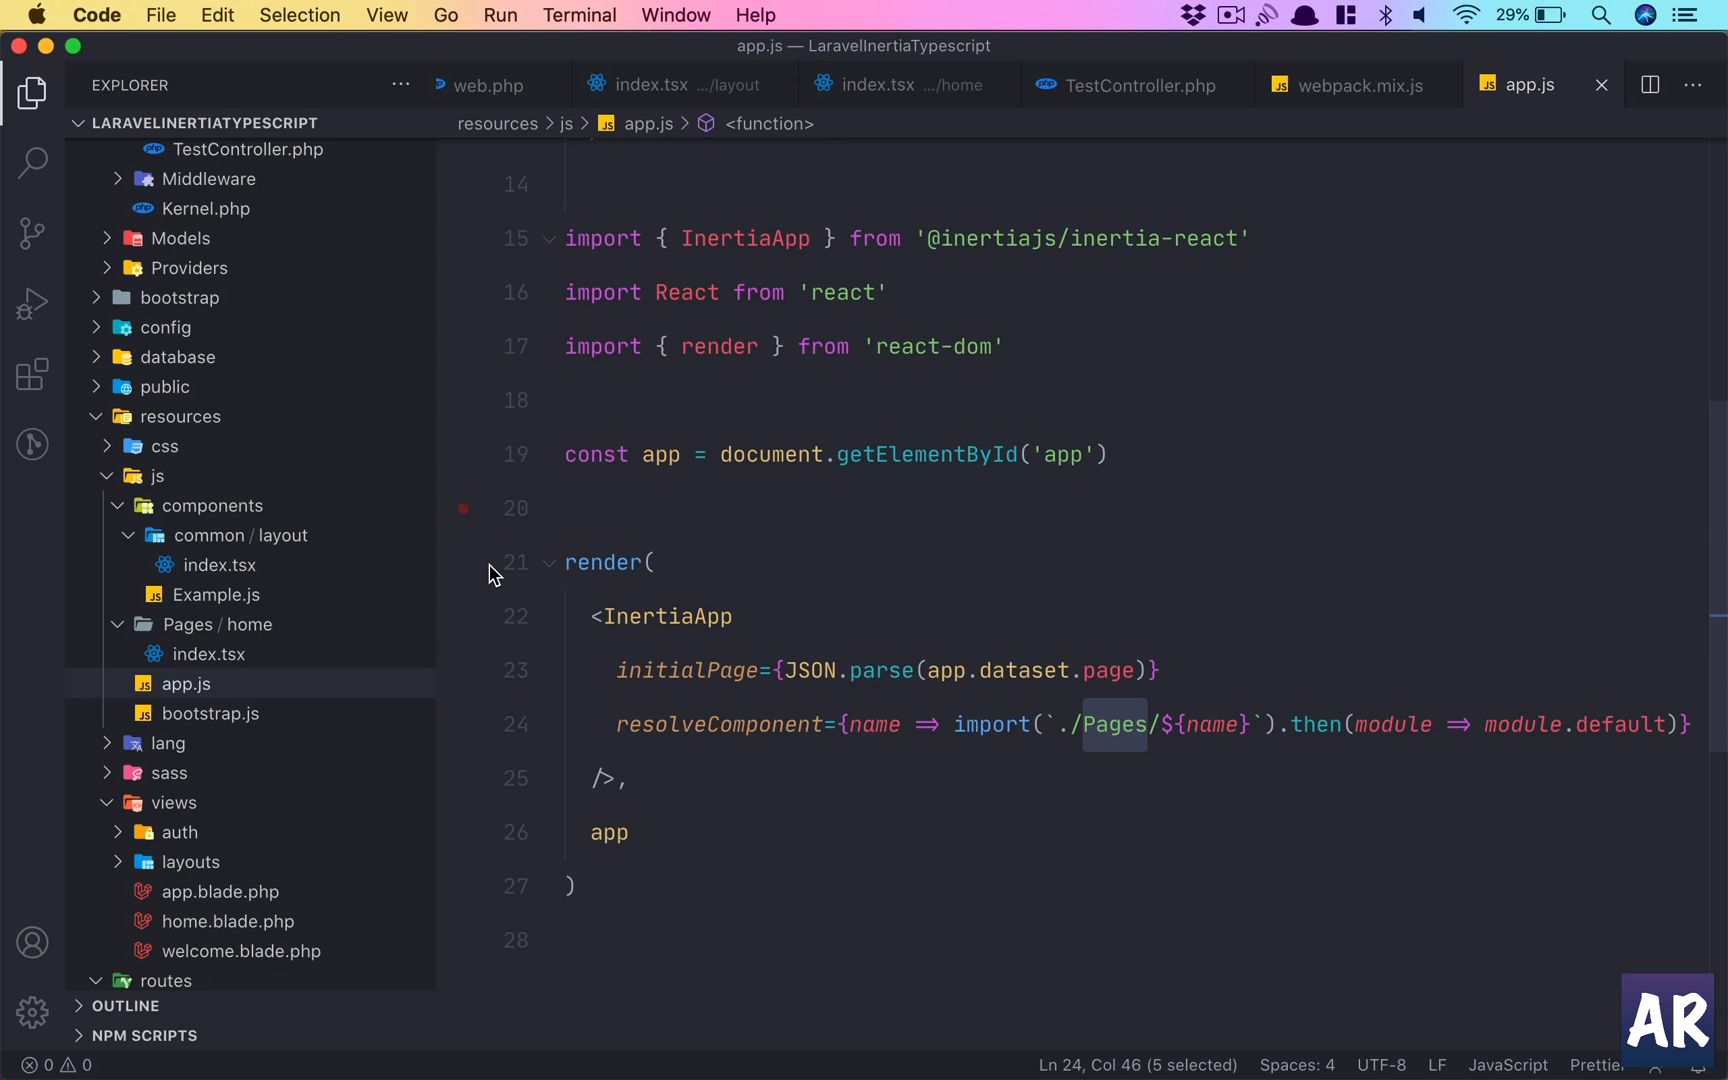 Code File Edit Selection View Go Run Terminal Window Help 29%
app.js — LaravelInertiaTypescript
EXPLORER ··· web.php index.tsx .../layout index.tsx .../home TestController.php webpack.mix.js app.js ···
LARAVELINERTIATYPESCRIPT
resources > js > JS app.js > <function>
TestController.php
Middleware
Kernel.php
Models
Providers
bootstrap
config
database
public
resources
css
js
components
common / layout
index.tsx
Example.js
Pages / home
index.tsx
app.js
bootstrap.js
lang
sass
views
auth
layouts
app.blade.php
home.blade.php
welcome.blade.php
routes
OUTLINE
NPM SCRIPTS
14
15 import { InertiaApp } from '@inertiajs/inertia-react'
16 import React from 'react'
17 import { render } from 'react-dom'
18
19 const app = document.getElementById('app')
20
21 render(
22 <InertiaApp
23 initialPage={JSON.parse(app.dataset.page)}
24 resolveComponent={name => import(`./Pages/${name}`).then(module => module.default)}
25 />,
26 app
27 )
28
AR
0 0 Ln 24, Col 46 (5 selected) Spaces: 4 UTF-8 LF JavaScript